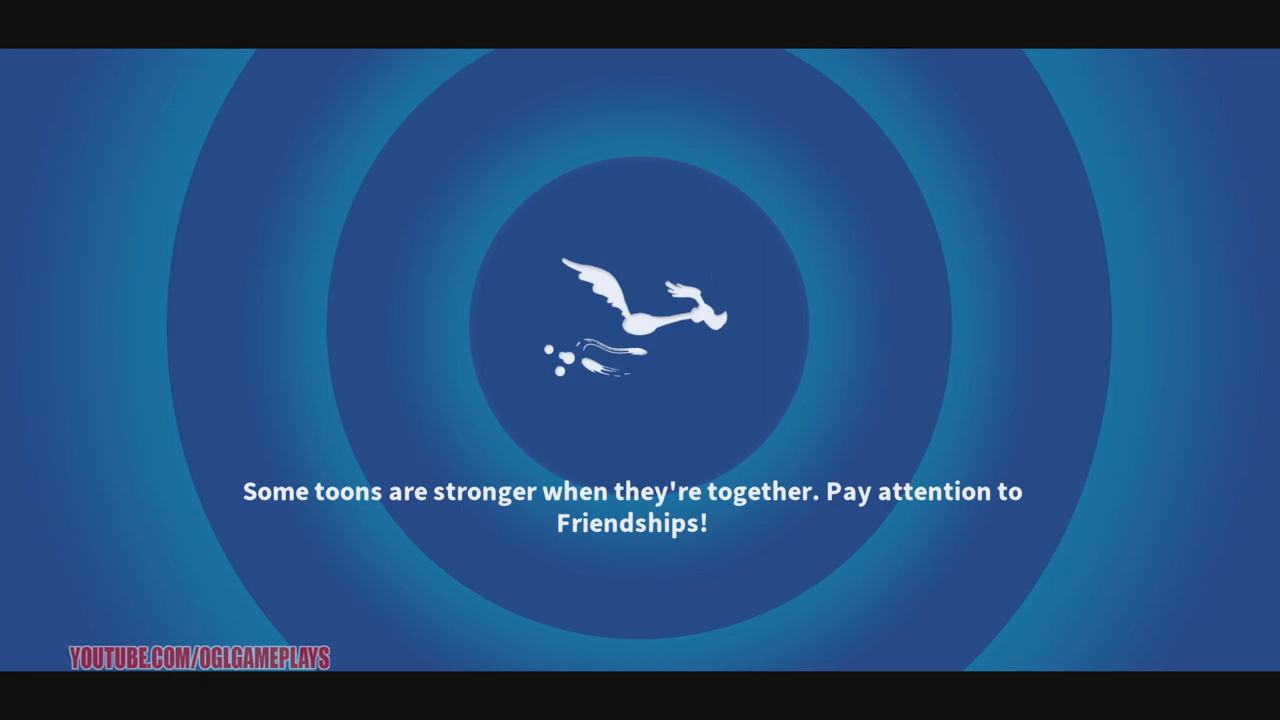 Some toons are stronger when they're together. Pay attention to
Friendships!
YOUTUBE.COM/OGLGAMEPLAYS